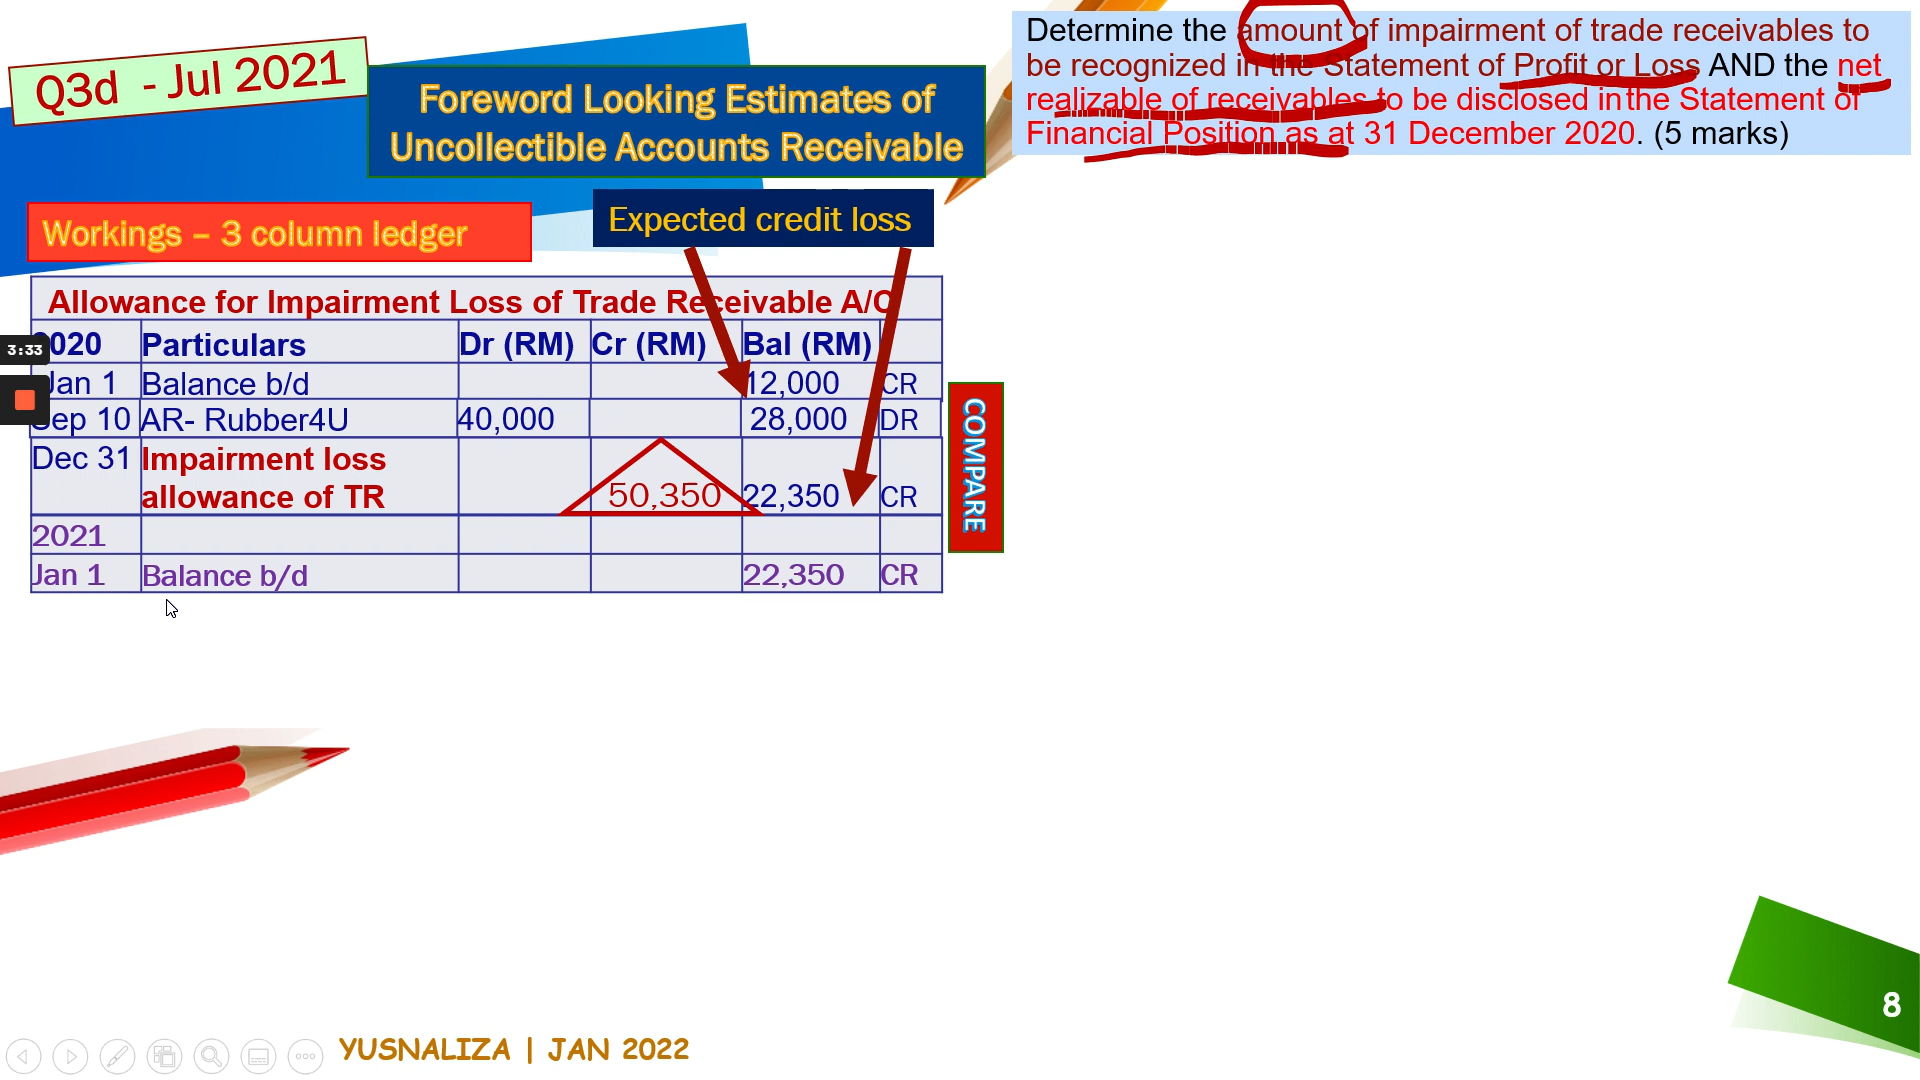 Q3d - Jul 2021
Foreword Looking Estimates of
Uncollectible Accounts Receivable
Determine the amount of impairment of trade receivables to
be recognized in the Statement of Profit or Loss AND the net
realizable of receivables to be disclosed in the Statement of
Financial Position as at 31 December 2020. (5 marks)
Workings – 3 column ledger
Expected credit loss
Allowance for Impairment Loss of Trade Receivable A/C
2020 Particulars Dr (RM) Cr (RM) Bal (RM)
Jan 1 Balance b/d 12,000 CR
Sep 10 AR- Rubber4U 40,000 28,000 DR
Dec 31 Impairment loss
allowance of TR 50,350 22,350 CR
2021
Jan 1 Balance b/d 22,350 CR
COMPARE
3:33
8
YUSNALIZA | JAN 2022